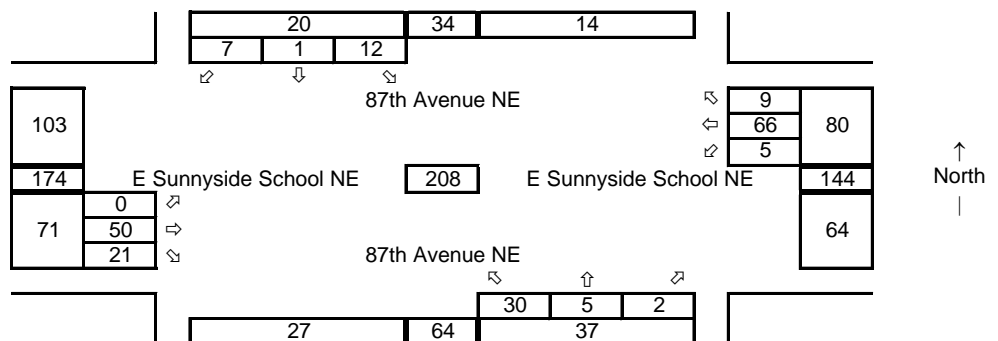 20 34 14
7 1 12
87th Avenue NE
9
103 66 80
5
↑
174 E Sunnyside School NE 208 E Sunnyside School NE 144 North
0 |
71 50 64
21
87th Avenue NE
30 5 2
27 64 37